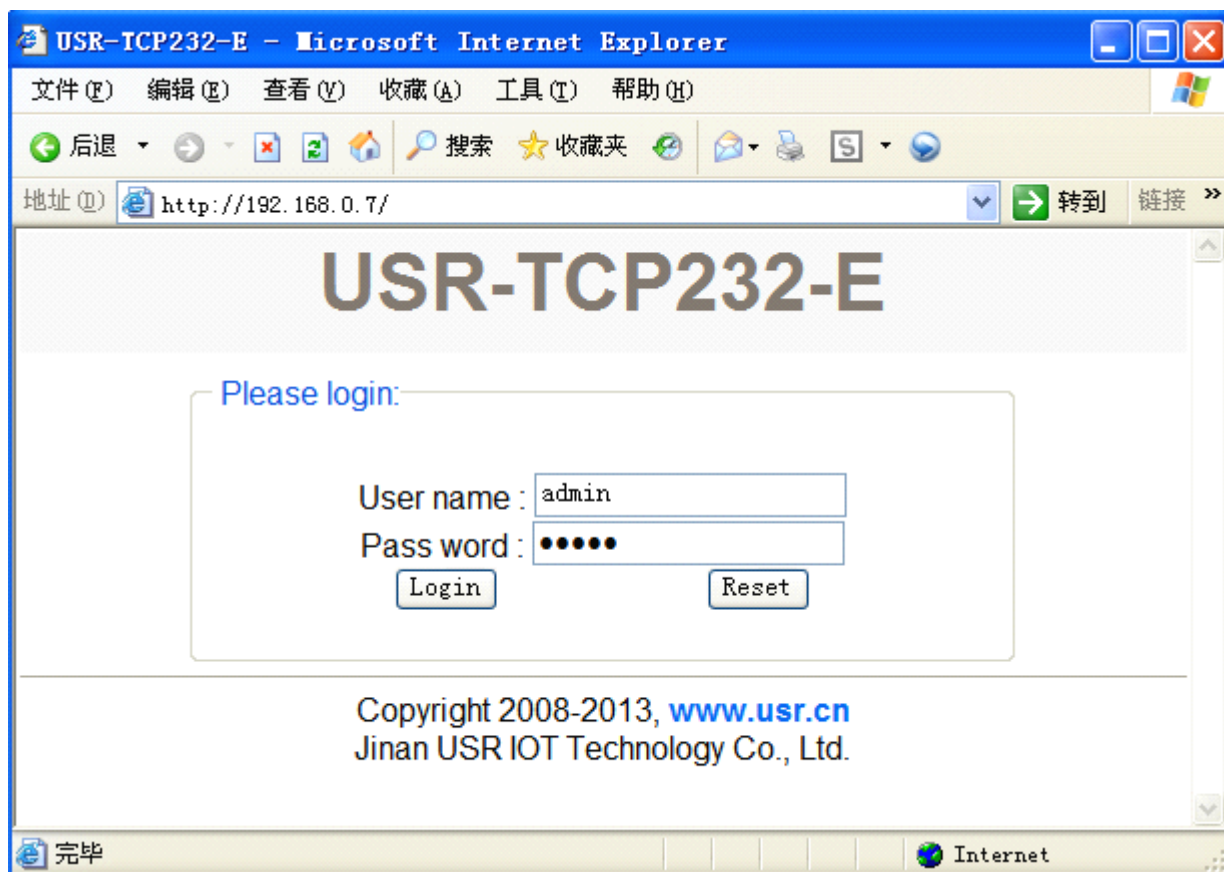 USR-TCP232-E - Microsoft Internet Explorer
文件(F) 编辑(E) 查看(V) 收藏(A) 工具(T) 帮助(H)
后退 搜索 收藏夹 S
地址(D) http://192.168.0.7/ 转到 链接 »
USR-TCP232-E
Please login:
User name : admin
Pass word : •••••
Login Reset
Copyright 2008-2013, www.usr.cn
Jinan USR IOT Technology Co., Ltd.
完毕 Internet